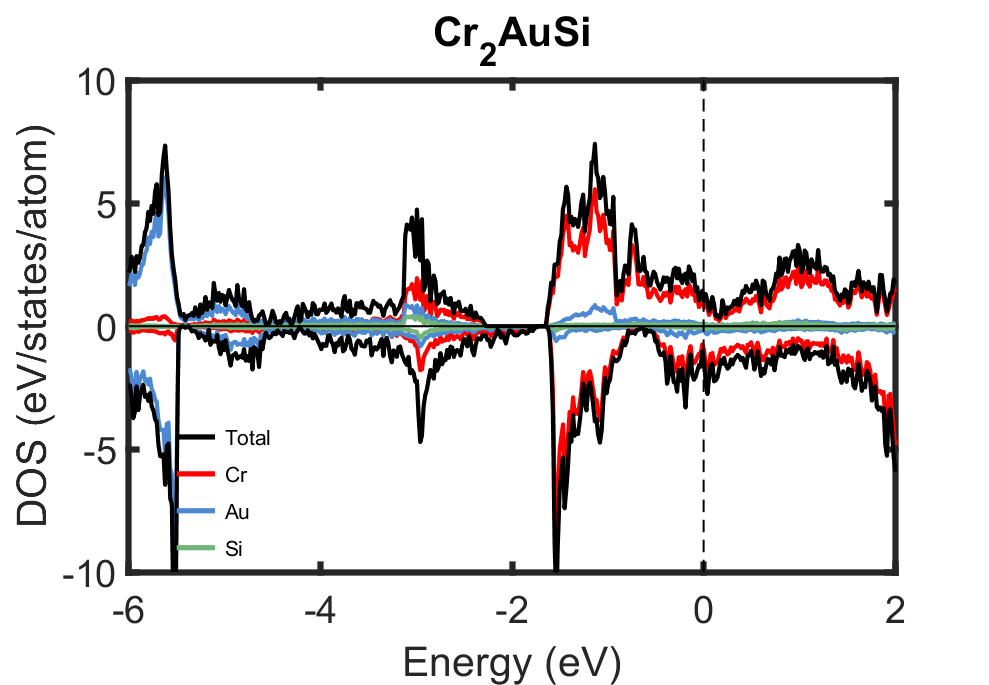 Cr2AuSi
DOS (eV/states/atom)
10
5
0
-5
-10
Total
Cr
Au
Si
-6 -4 -2 0 2
Energy (eV)